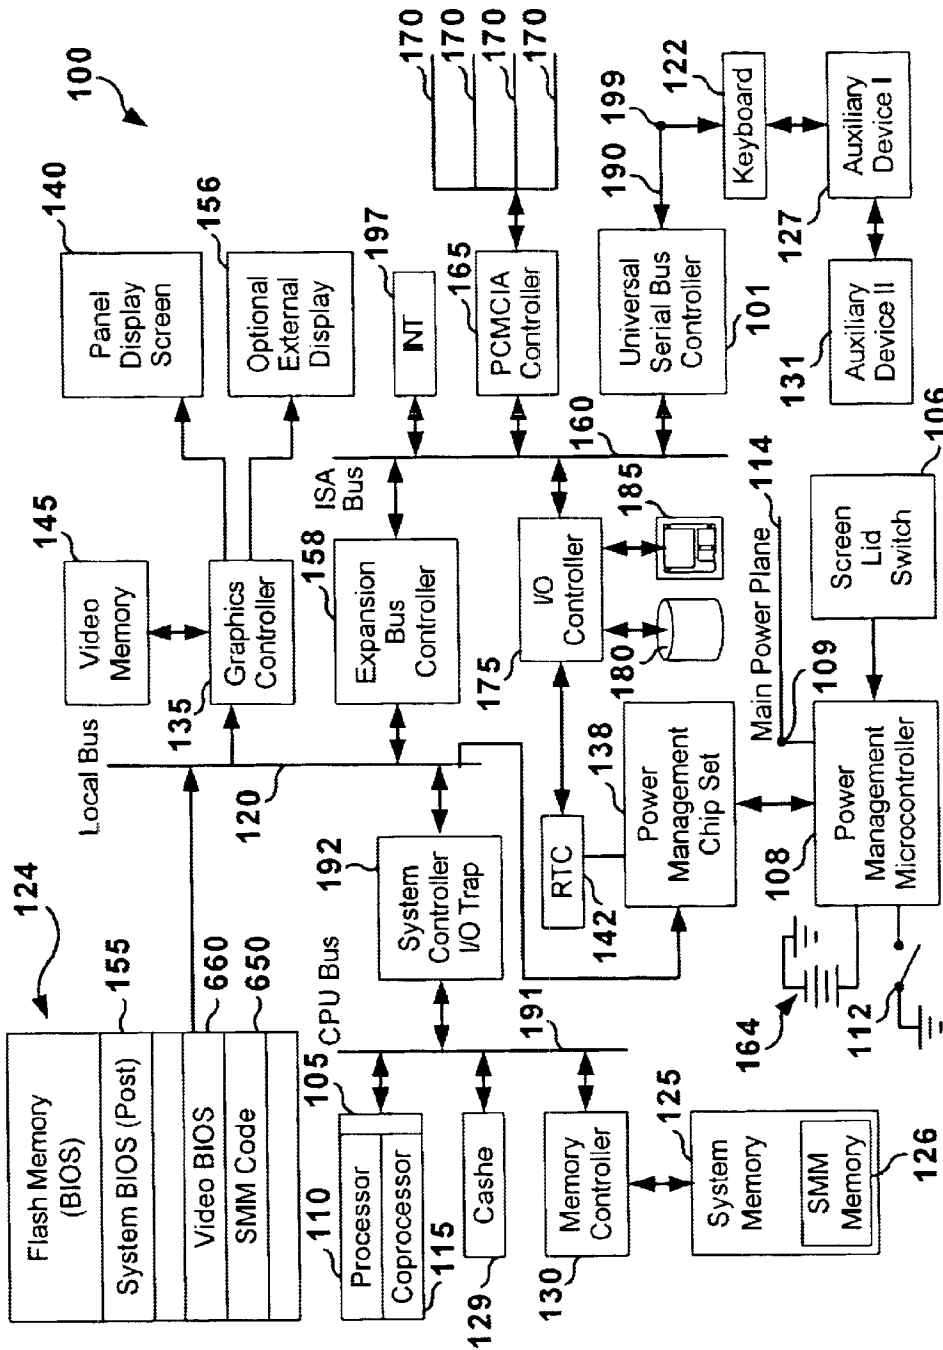 100
124
Flash Memory
(BIOS)
155
System BIOS (Post)
660
Video BIOS
650
SMM Code
Local Bus
120
145
Video
Memory
135
Graphics
Controller
140
Panel
Display
Screen
156
Optional
External
Display
110
Processor
Coprocessor
105
115
129
Cashe
130
Memory
Controller
CPU Bus
191
192
System
Controller
I/O Trap
158
Expansion
Bus
Controller
ISA
Bus
160
197
INT
165
PCMCIA
Controller
170
170
170
170
175
I/O
Controller
180
185
101
Universal
Serial Bus
Controller
190
199
122
Keyboard
127
Auxiliary
Device I
131
Auxiliary
Device II
125
System
Memory
SMM
Memory
126
RTC
142
138
Power
Management
Chip Set
164
112
108
Power
Management
Microcontroller
109
Main Power Plane
114
Screen
Lid
Switch
106